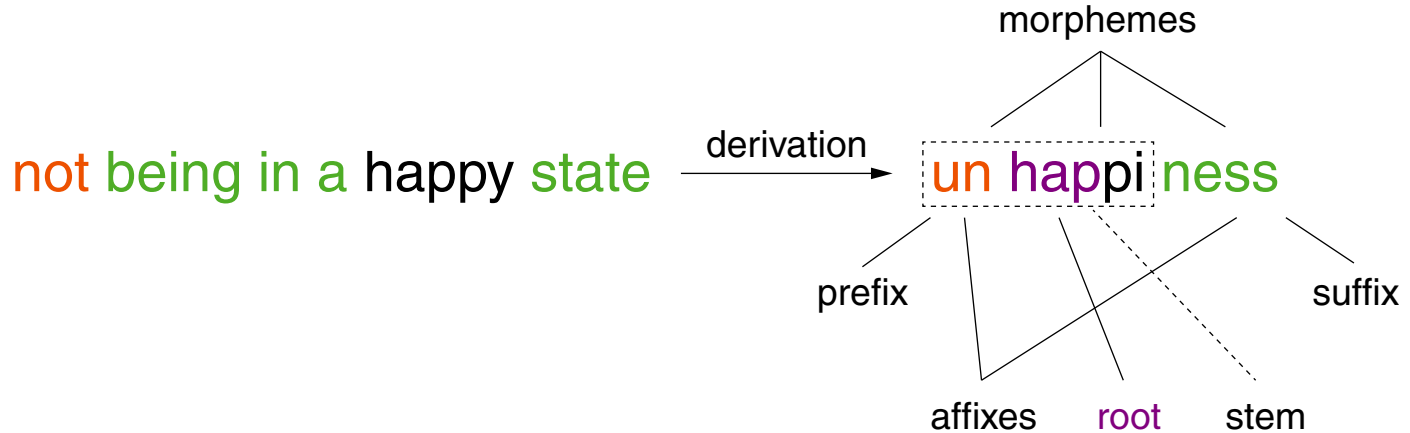 morphemes
derivation
not being in a happy state
un happi ness
prefix
suffix
affixes
root
stem